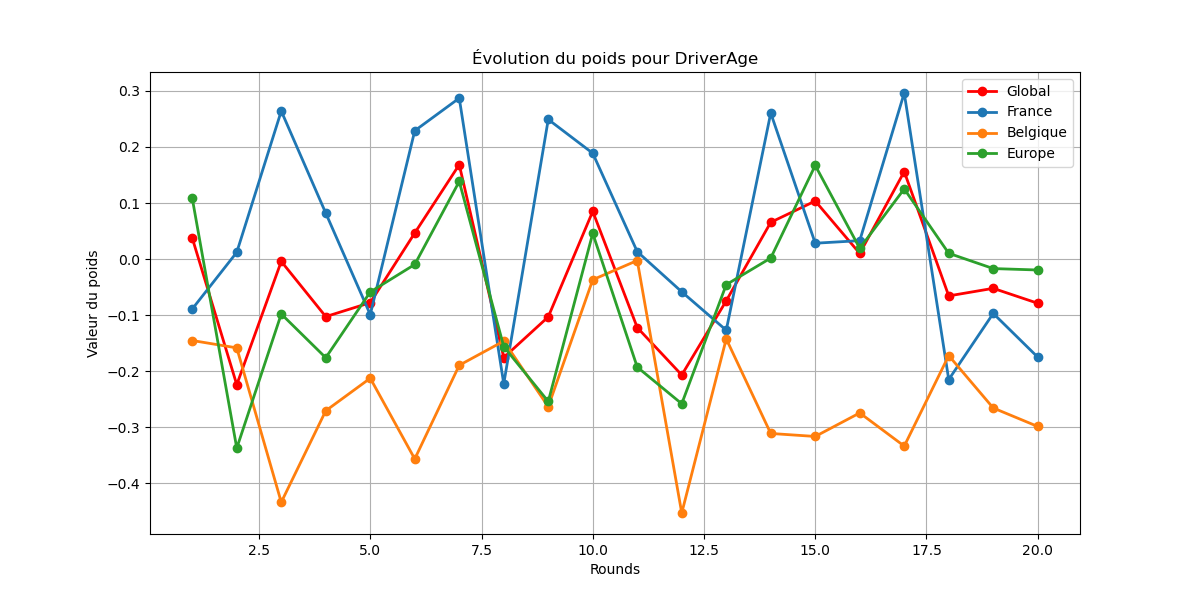 Évolution du poids pour DriverAge
Global
France
Belgique
Europe
Valeur du poids
0.3
0.2
0.1
0.0
−0.1
−0.2
−0.3
−0.4
2.5 5.0 7.5 10.0 12.5 15.0 17.5 20.0
Rounds